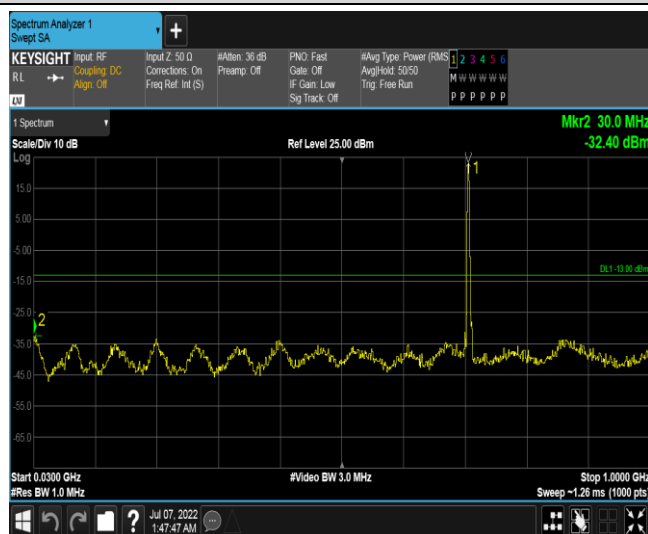 Spectrum Analyzer 1
Swept SA
+
KEYSIGHT Input: RF Input Z: 50 Ω #Atten: 36 dB PNO: Fast #Avg Type: Power (RMS 1 2 3 4 5 6
RL Coupling: DC Corrections: On Preamp: Off Gate: Off Avg|Hold: 50/50 M W W W W W
Align: Off Freq Ref: Int (S) IF Gain: Low Trig: Free Run
Sig Track: Off P P P P P P
LXI
1 Spectrum Mkr2 30.0 MHz
Scale/Div 10 dB Ref Level 25.00 dBm -32.40 dBm
Log
1
15.0
5.00
-5.00
DL1 -13.00 dBm
-15.0
-25.0
2
-35.0
-45.0
-55.0
-65.0
Start 0.0300 GHz #Video BW 3.0 MHz Stop 1.0000 GHz
#Res BW 1.0 MHz Sweep ~1.26 ms (1000 pts)
? Jul 07, 2022
1:47:47 AM